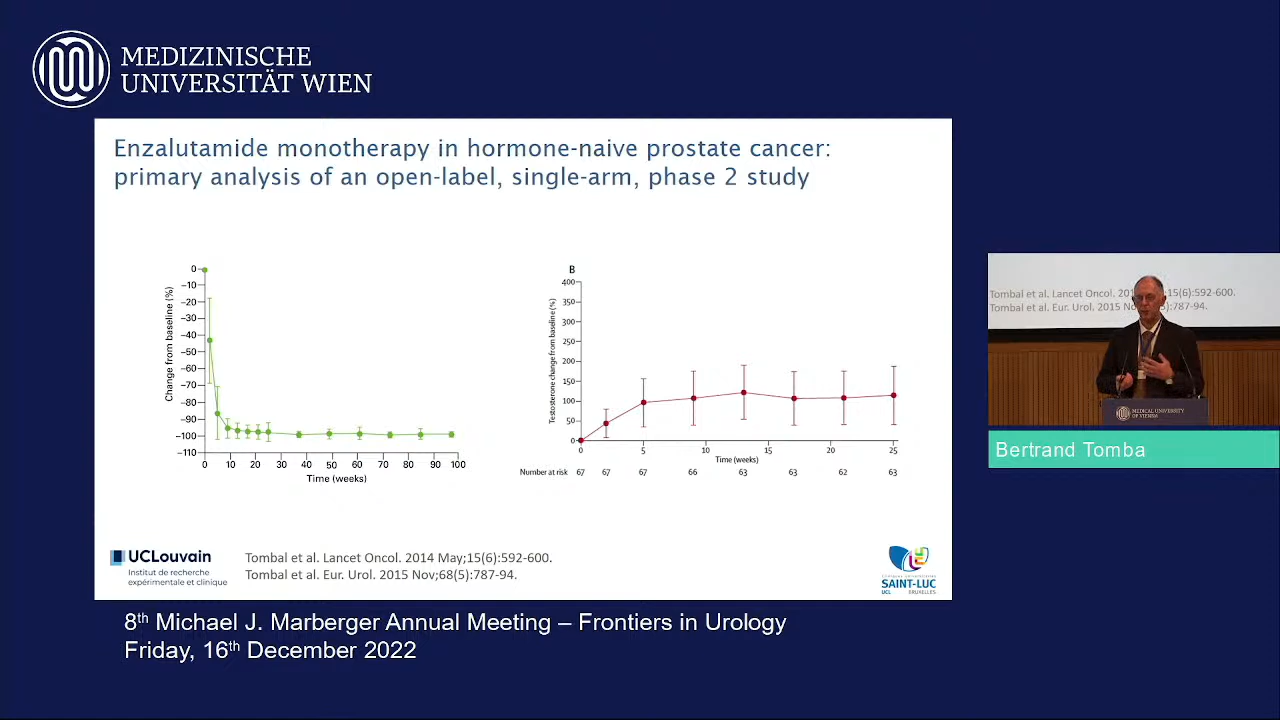 MEDIZINISCHE
UNIVERSITÄT WIEN
Enzalutamide monotherapy in hormone-naive prostate cancer:
primary analysis of an open-label, single-arm, phase 2 study
Change from baseline (%)
0
−10
−20
−30
−40
−50
−60
−70
−80
−90
−100
−110
0 10 20 30 40 50 60 70 80 90 100
Time (weeks)
B
Testosterone change from baseline (%)
400
350
300
250
200
150
100
50
0
0 5 10 15 20 25
Time (weeks)
Number at risk 67 67 67 66 63 63 62 63
UCLouvain
Institut de recherche
expérimentale et clinique
Tombal et al. Lancet Oncol. 2014 May;15(6):592-600.
Tombal et al. Eur. Urol. 2015 Nov;68(5):787-94.
CLINIQUES UNIVERSITAIRES
SAINT-LUC
UCL BRUXELLES
Tombal et al. Lancet Oncol. 201 ;15(6):592-600.
Tombal et al. Eur. Urol. 2015 Nov 5):787-94.
MEDICAL UNIVERSITY
OF VIENNA
Bertrand Tomba
8th Michael J. Marberger Annual Meeting – Frontiers in Urology
Friday, 16th December 2022